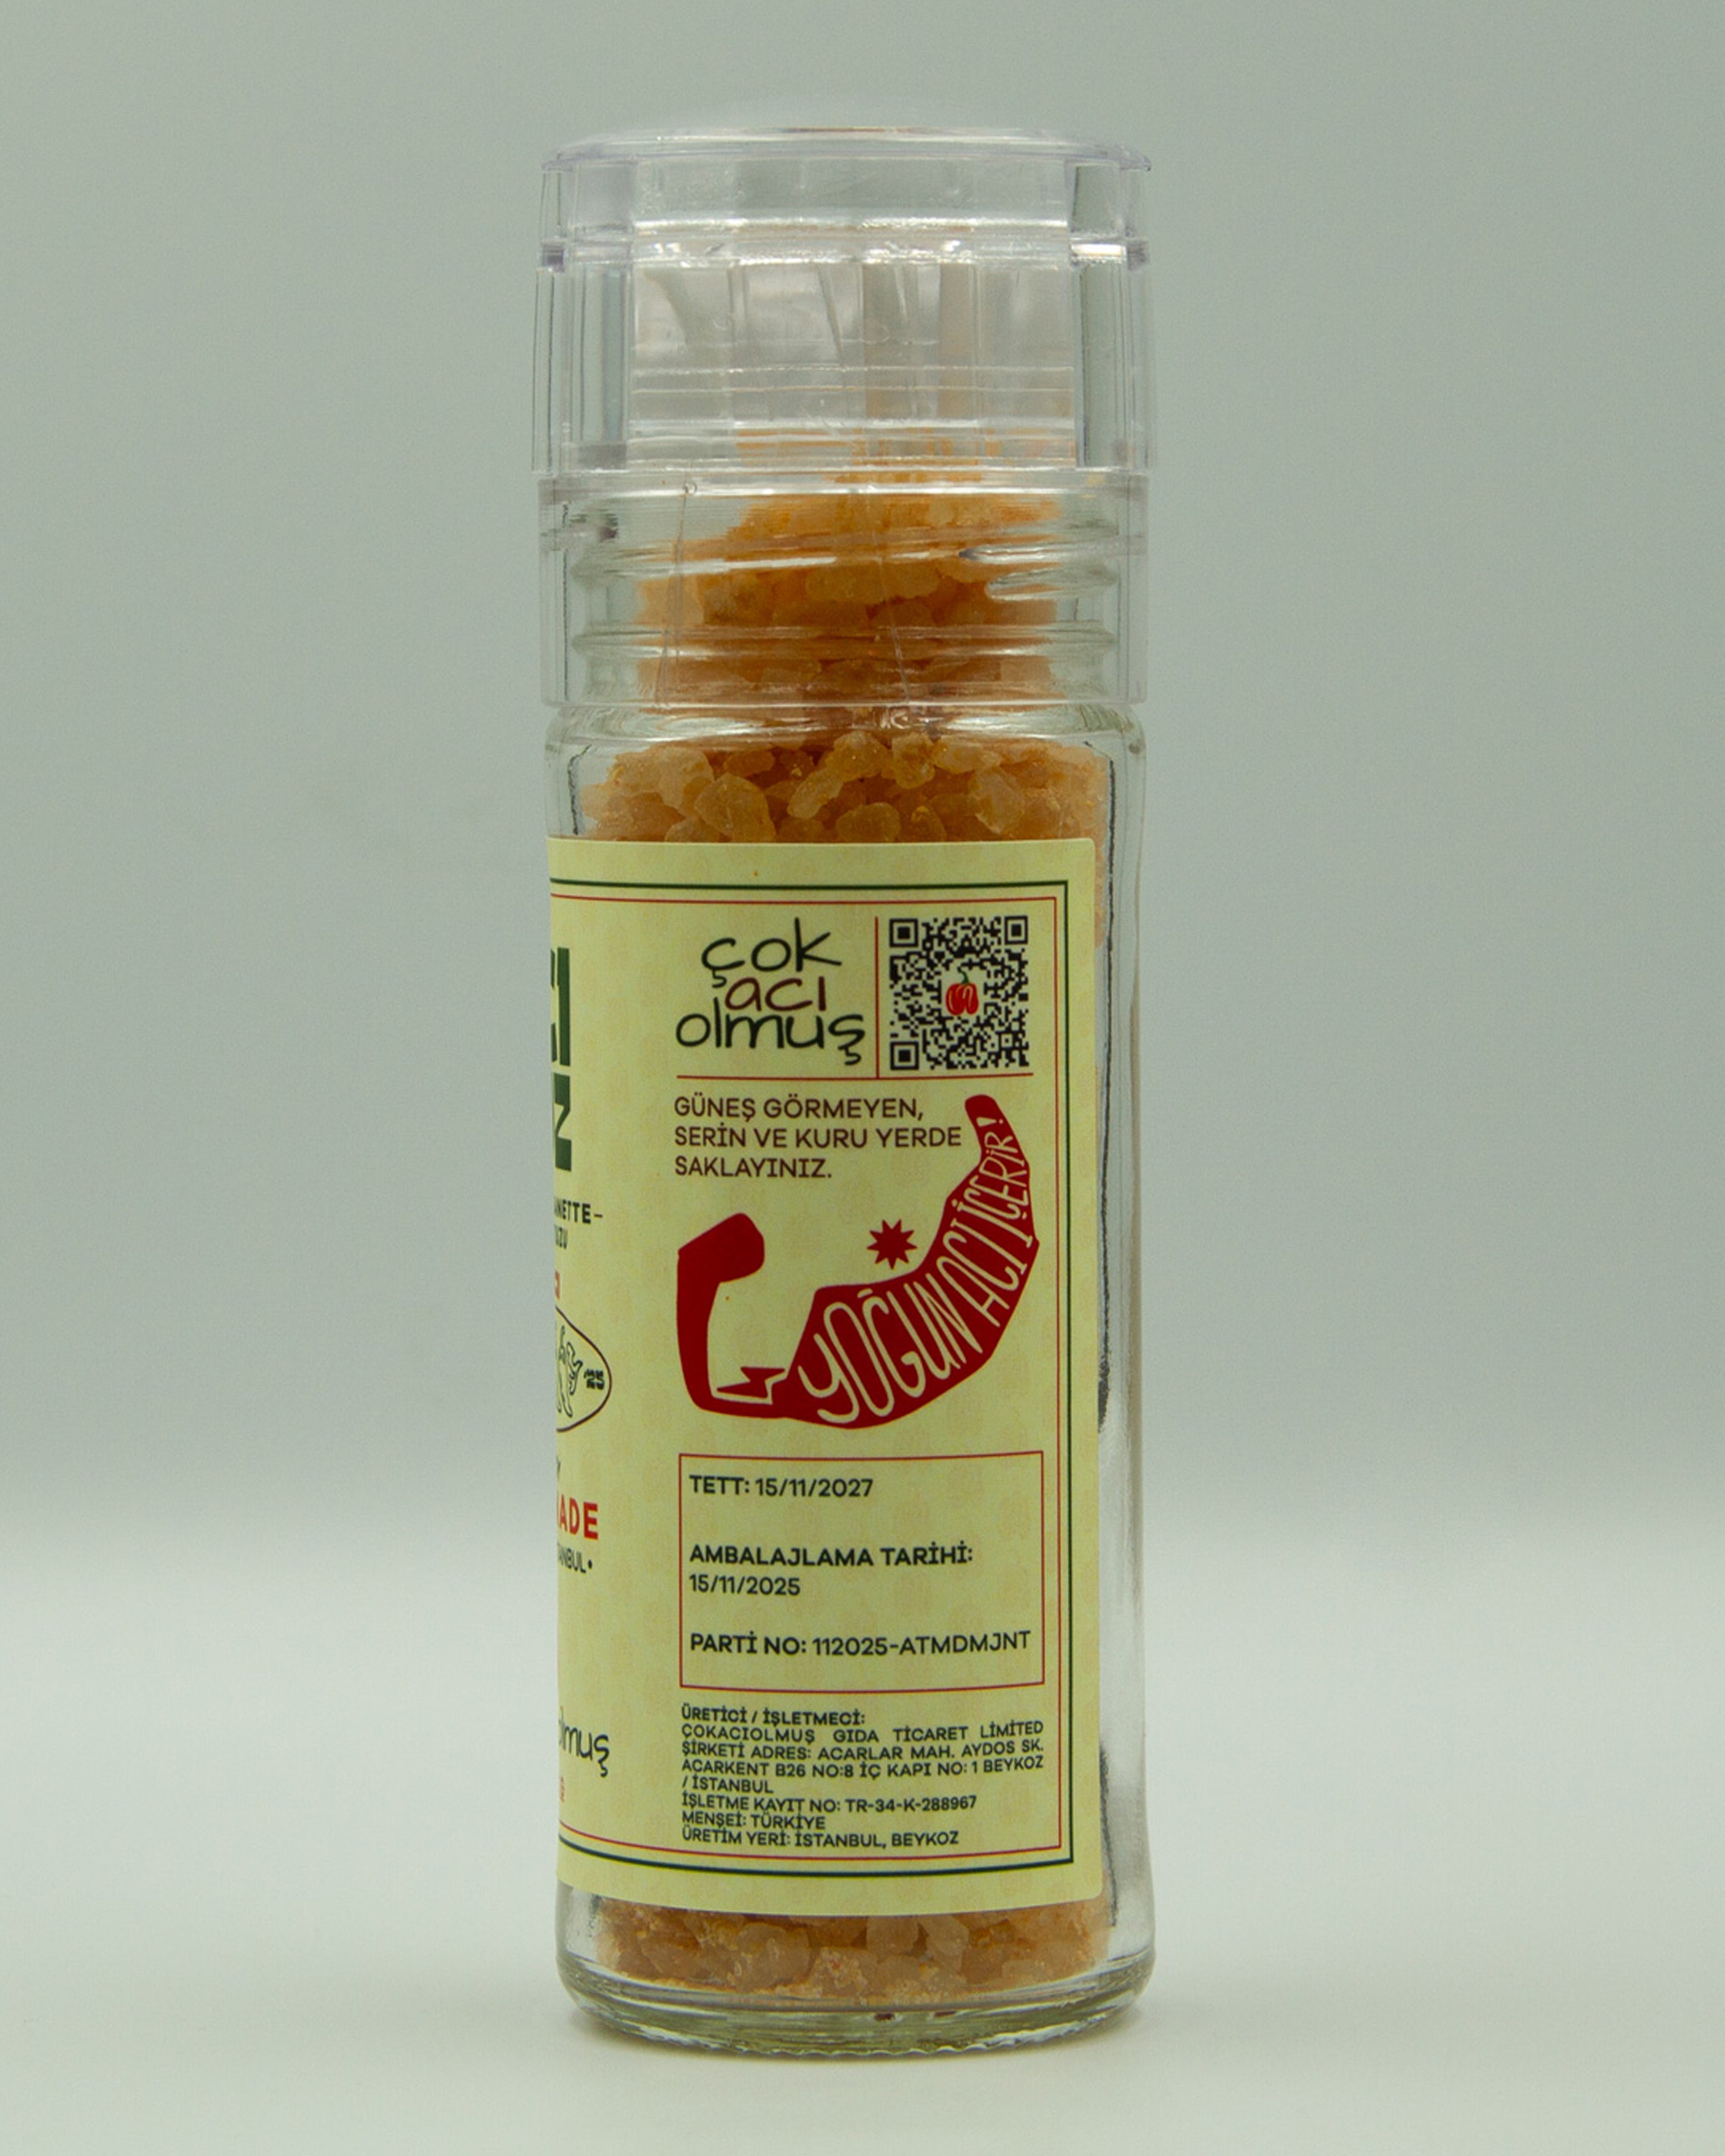 çok
acı
olmuş
GÜNEŞ GÖRMEYEN,
SERİN VE KURU YERDE
SAKLAYINIZ.
YOĞUN ACI İÇERİR!
TETT: 15/11/2027
AMBALAJLAMA TARİHİ:
15/11/2025
PARTİ NO: 112025-ATMDMJNT
ÜRETİCİ / İŞLETMECİ:
ÇOKACIOLMUŞ GIDA TİCARET LİMİTED
ŞİRKETİ ADRES: ACARLAR MAH. AYDOS SK.
ACARKENT B26 NO:8 İÇ KAPI NO: 1 BEYKOZ
/ İSTANBUL
İŞLETME KAYIT NO: TR-34-K-288967
MENŞEİ: TÜRKİYE
ÜRETİM YERİ: İSTANBUL, BEYKOZ
'25